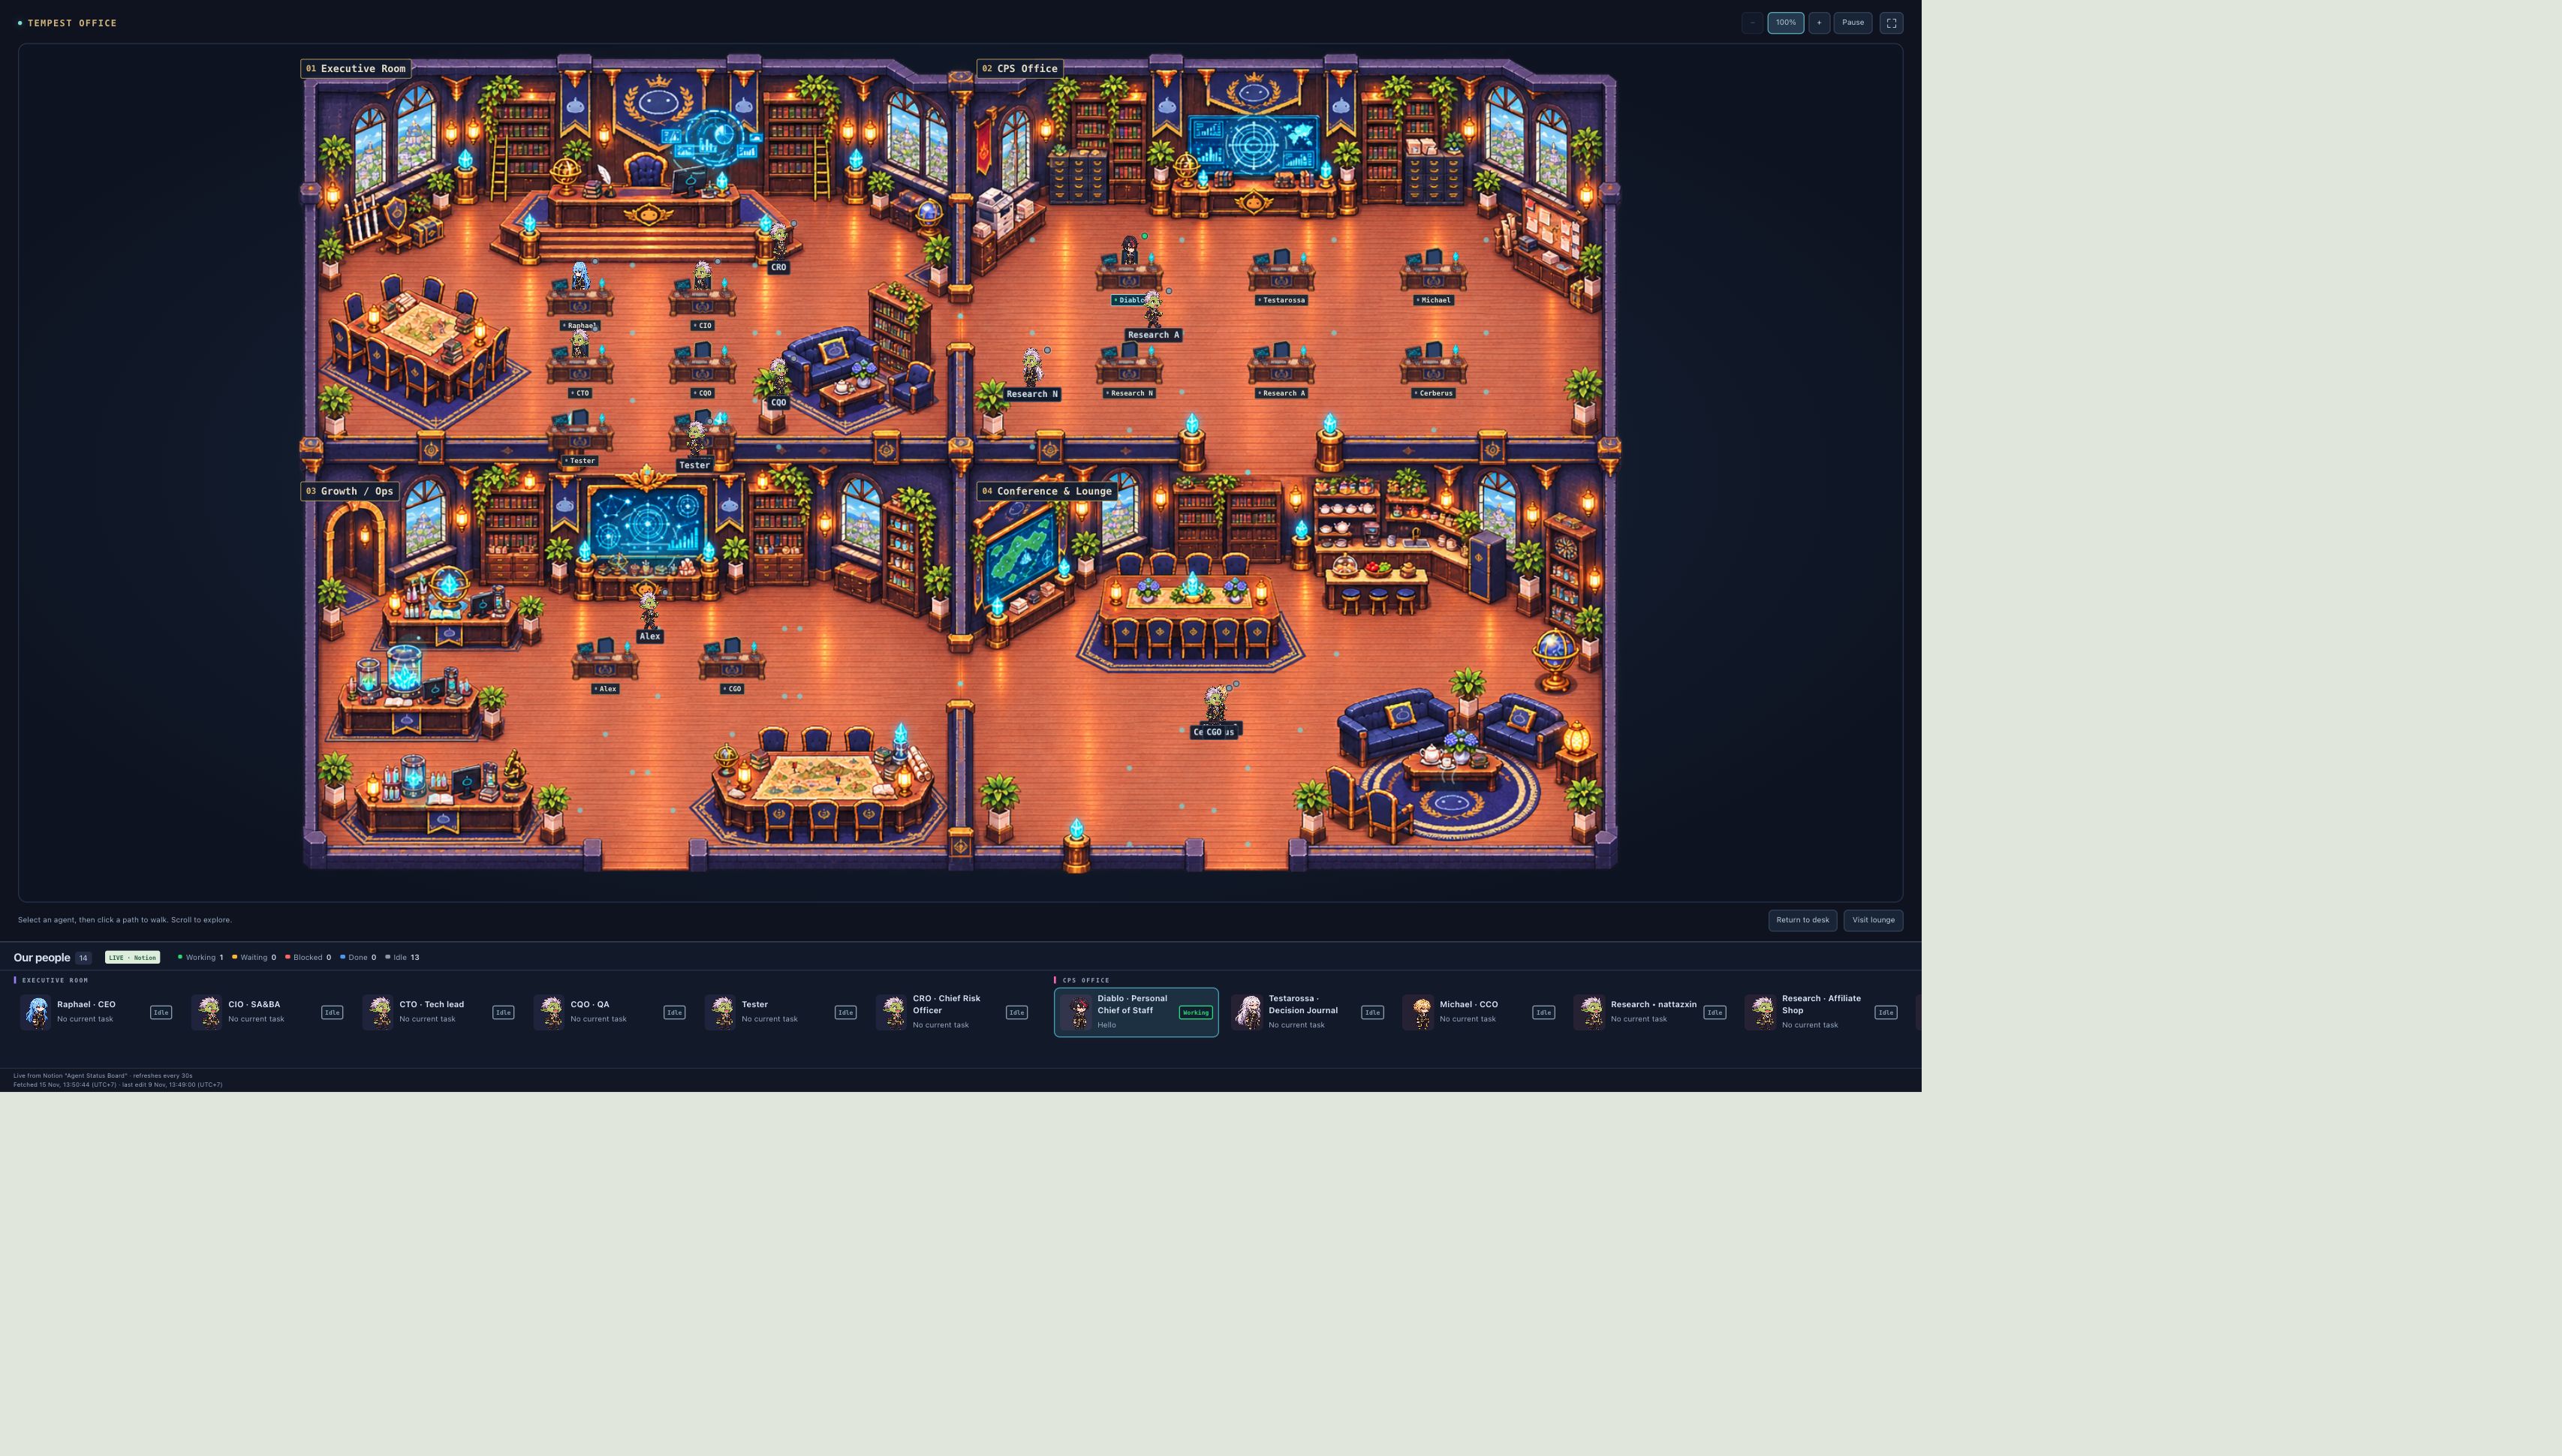 TEMPEST OFFICE
−
100%
+
Pause
01 Executive Room
02 CPS Office
CRO
Raphael
CIO
Diablo
Testarossa
Michael
Research A
CTO
CQO
CQO
Research N
Research N
Research A
Cerberus
Tester
Tester
03 Growth / Ops
04 Conference & Lounge
Alex
Alex
CGO
CGO
Select an agent, then click a path to walk. Scroll to explore.
Return to desk
Visit lounge
Our people 14
LIVE · Notion
Working 1
Waiting 0
Blocked 0
Done 0
Idle 13
EXECUTIVE ROOM
Raphael · CEO
No current task
Idle
CIO · SA&BA
No current task
Idle
CTO · Tech lead
No current task
Idle
CQO · QA
No current task
Idle
Tester
No current task
Idle
CRO · Chief Risk
Officer
No current task
Idle
CPS OFFICE
Diablo · Personal
Chief of Staff
Hello
Working
Testarossa ·
Decision Journal
No current task
Idle
Michael · CCO
No current task
Idle
Research • nattazxin
No current task
Idle
Research · Affiliate
Shop
No current task
Idle
Live from Notion "Agent Status Board" · refreshes every 30s
Fetched 15 Nov, 13:50:44 (UTC+7) · last edit 9 Nov, 13:49:00 (UTC+7)